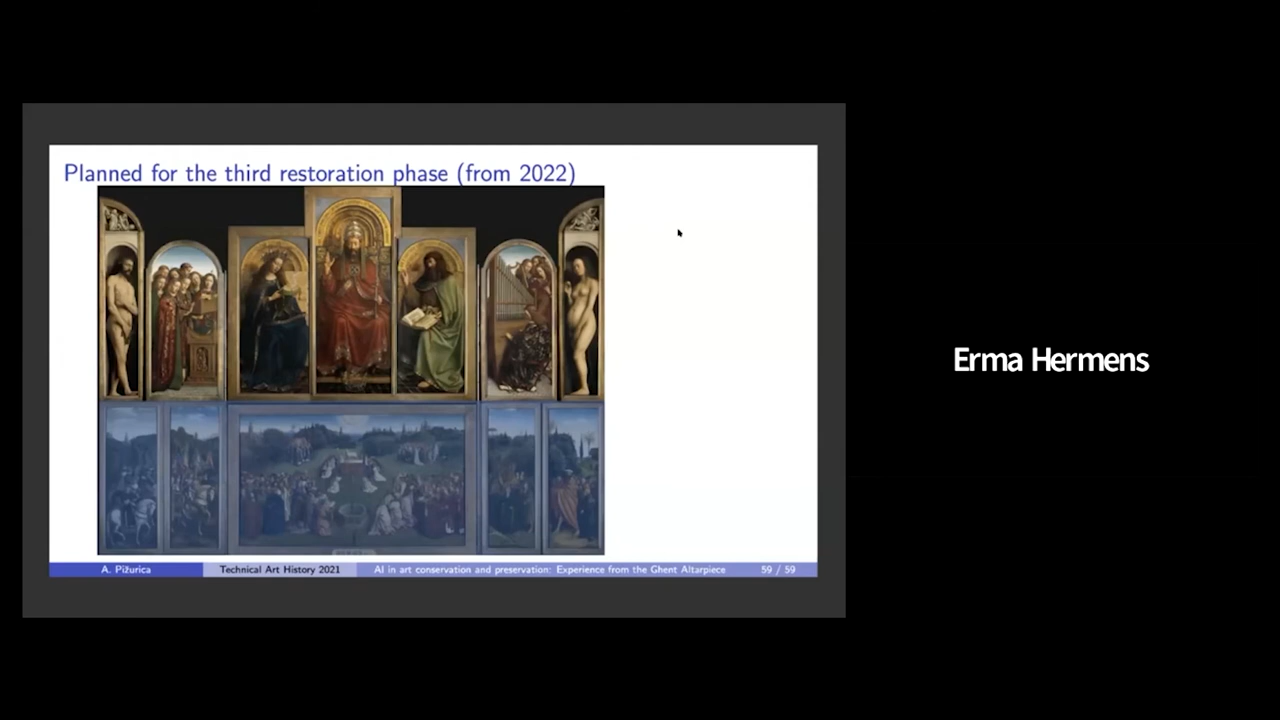 Planned for the third restoration phase (from 2022)
Erma Hermens
A. Pižurica
Technical Art History 2021
AI in art conservation and preservation: Experience from the Ghent Altarpiece
59 / 59